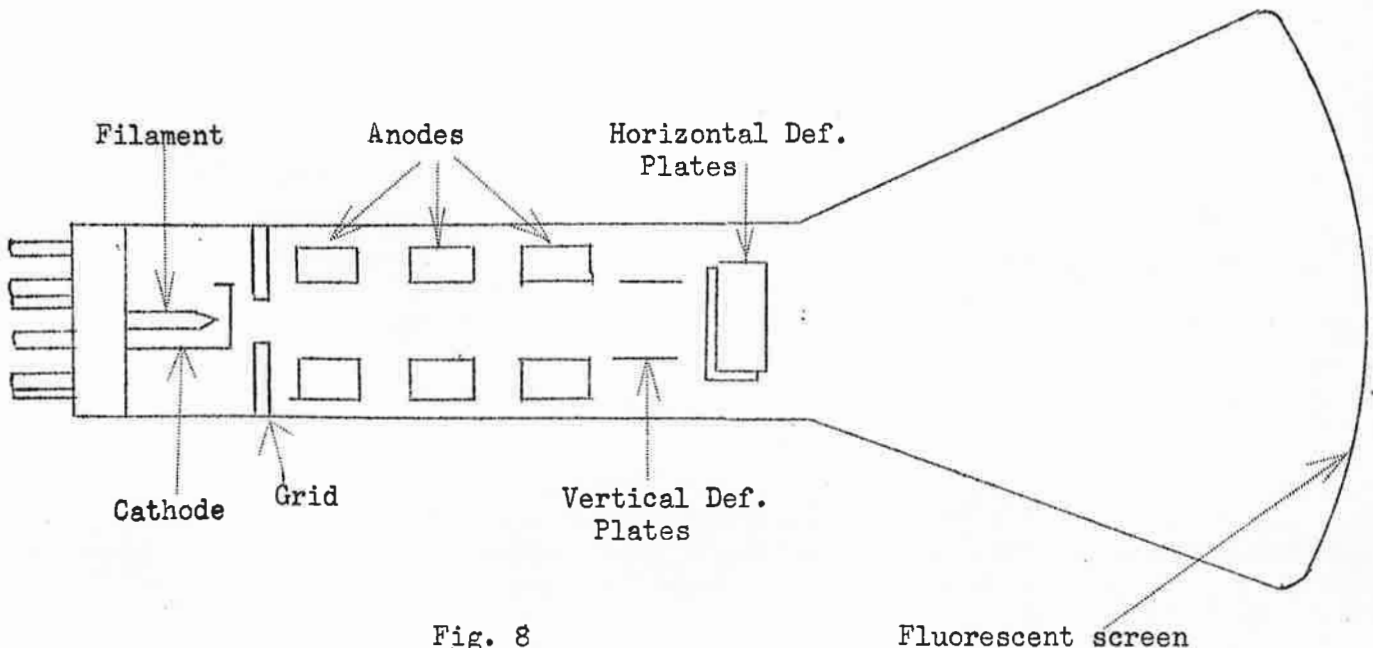 Filament
Anodes
Horizontal Def.
Plates
Cathode
Grid
Vertical Def.
Plates
Fig. 8
Fluorescent screen